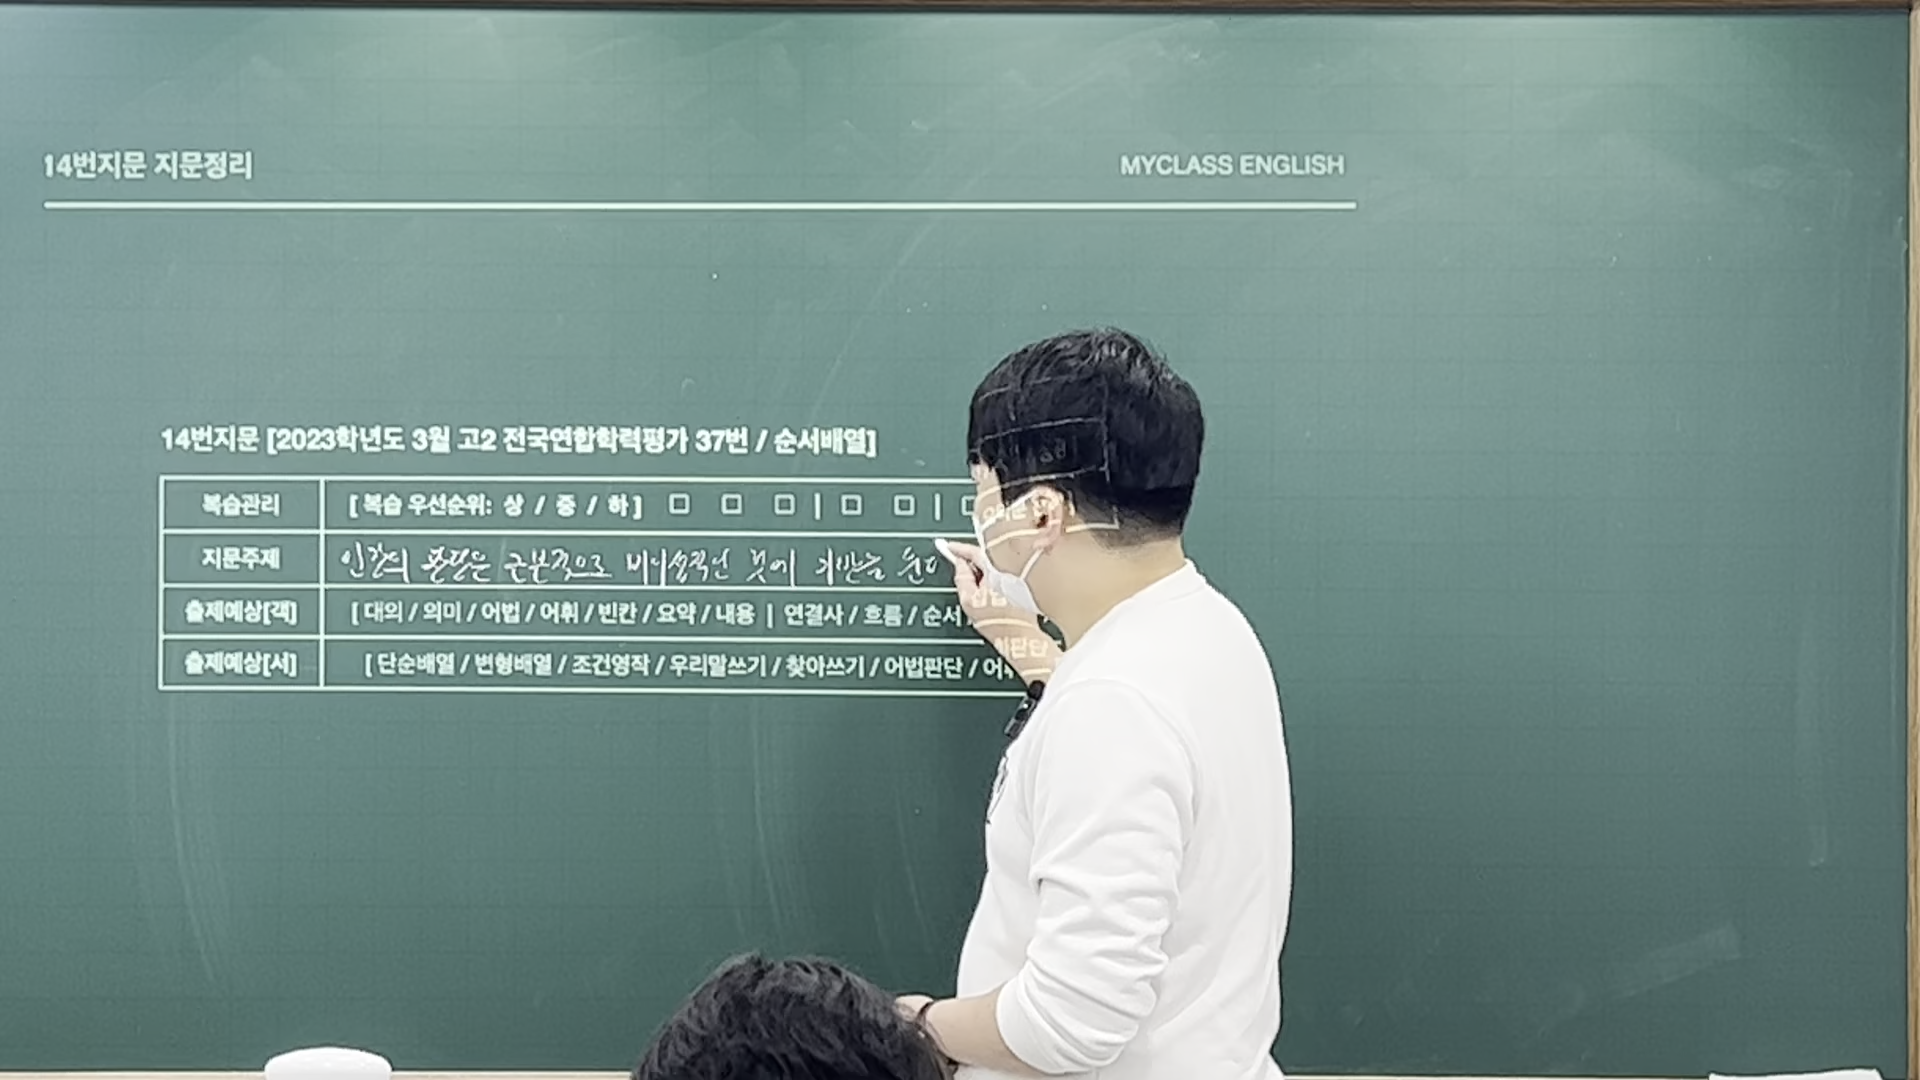 14번지문 지문정리
MYCLASS ENGLISH
14번지문 [2023학년도 3월 고2 전국연합학력평가 37번 / 순서배열]
복습관리 [ 복습 우선순위: 상 / 중 / 하 ] □ □ □ | □ □ |
지문주제 인간의 판단은 근본적으로 비이성적인 것에 기반을 둔다
출제예상[객] [ 대의 / 의미 / 어법 / 어휘 / 빈칸 / 요약 / 내용 | 연결사 / 흐름 / 순서
출제예상[서] [ 단순배열 / 변형배열 / 조건영작 / 우리말쓰기 / 찾아쓰기 / 어법판단 /